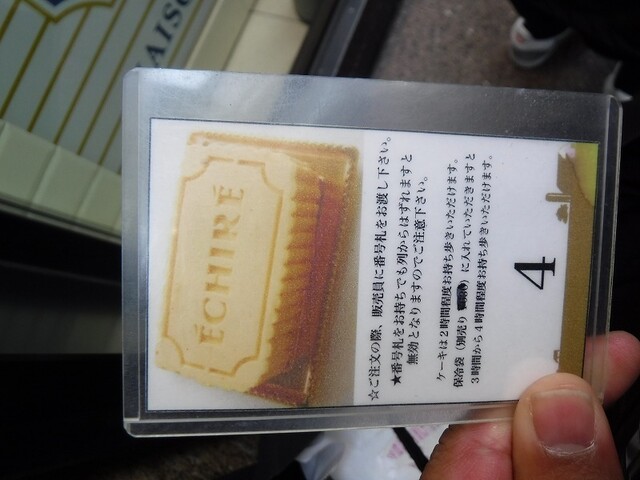 AISO
ÉCHIRÉ
☆ご注文の際、販売員に番号札をお渡し下さい。
★番号札をお持ちでも列からはずれますと
無効となりますのでご注意下さい。
ケーキは2時間程度お持ち歩きいただけます。
保冷袋(別売り)に入れていただきますと
3時間から4時間程度お持ち歩きいただけます。
4